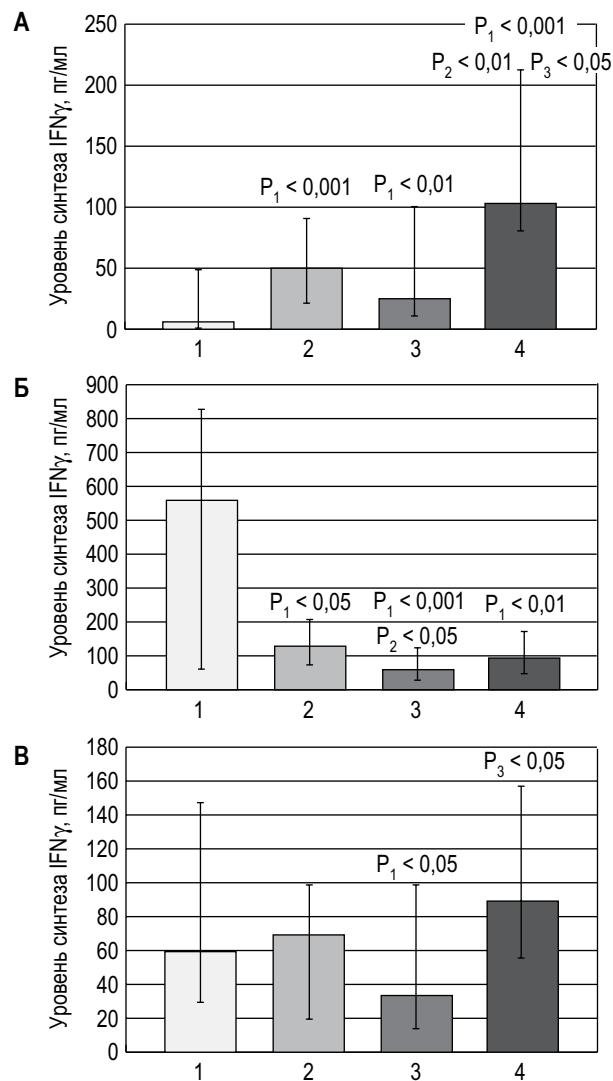 А
Уровень синтеза IFNγ, пг/мл
250
200
150
100
50
0
P₁ < 0,001
P₂ < 0,01 P₃ < 0,05
P₁ < 0,001 P₁ < 0,01
1 2 3 4
Б
Уровень синтеза IFNγ, пг/мл
900
800
700
600
500
400
300
200
100
0
P₁ < 0,05 P₁ < 0,001 P₁ < 0,01
P₂ < 0,05
1 2 3 4
В
Уровень синтеза IFNγ, пг/мл
180
160
140
120
100
80
60
40
20
0
P₃ < 0,05
P₁ < 0,05
1 2 3 4